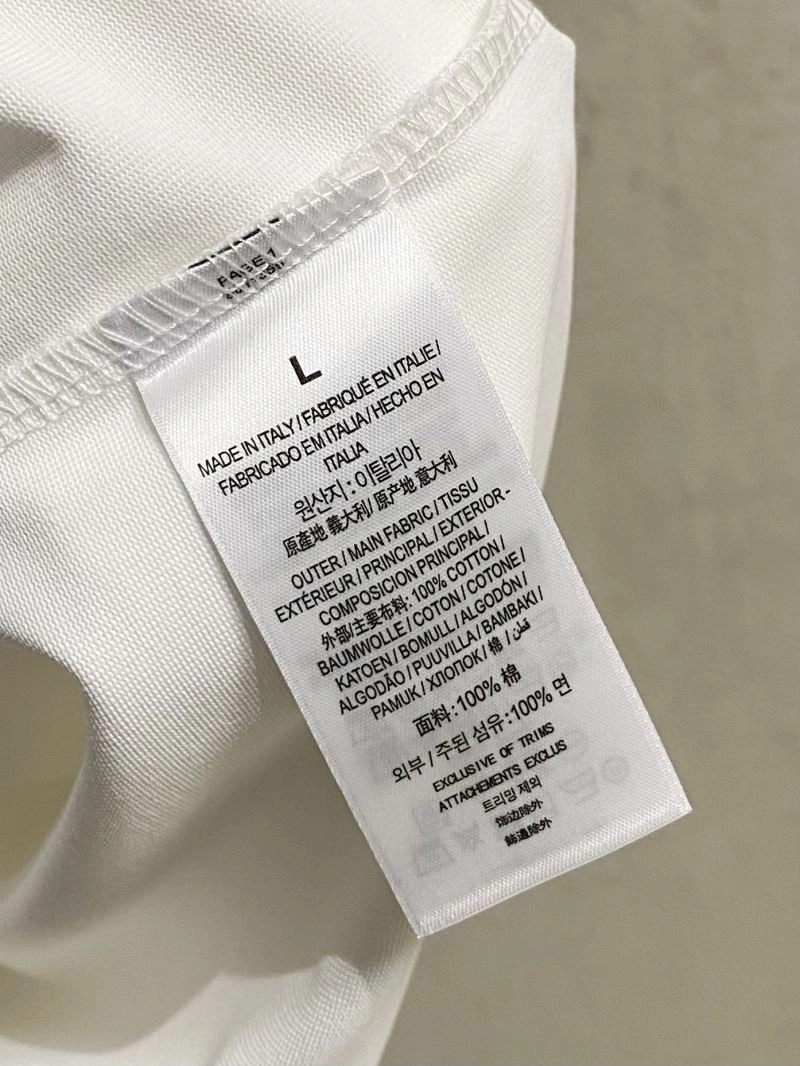 PAGE 1
L
MADE IN ITALY / FABRIQUÉ EN ITALIE /
FABRICADO EM ITALIA / HECHO EN
ITALIA
원산지 : 이탈리아
原產地 義大利/ 原产地 意大利
OUTER / MAIN FABRIC / TISSU
EXTÉRIEUR / PRINCIPAL / EXTERIOR -
COMPOSICION PRINCIPAL /
外部/主要布料: 100% COTTON /
BAUMWOLLE / COTON / COTONE /
KATOEN / BOMULL / ALGODÓN /
ALGODÃO / PUUVILLA / BAMBAKI /
PAMUK / ХЛОПОК / 棉 / قطن
面料:100% 棉
외부 / 주된 섬유:100% 면
EXCLUSIVE OF TRIMS
ATTACHEMENTS EXCLUS
트리밍 제외
饰边除外
飾邊除外